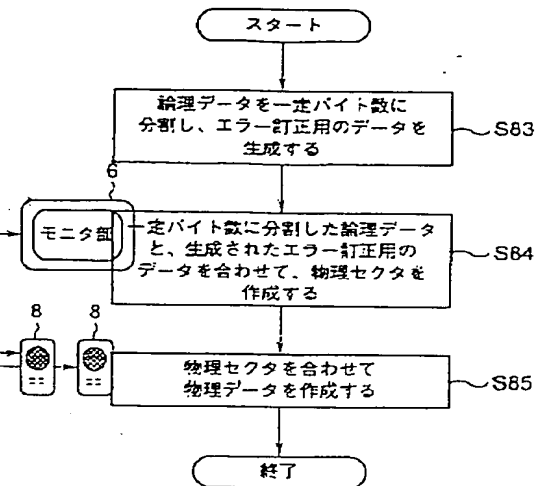 スタート
論理データを一定バイト数に
分割し、エラー訂正用のデータを
生成する
S83
6
モニタ部
一定バイト数に分割した論理データ
と、生成されたエラー訂正用の
データを合わせて、物理セクタを
作成する
S84
8
8
物理セクタを合わせて
物理データを作成する
S85
終了